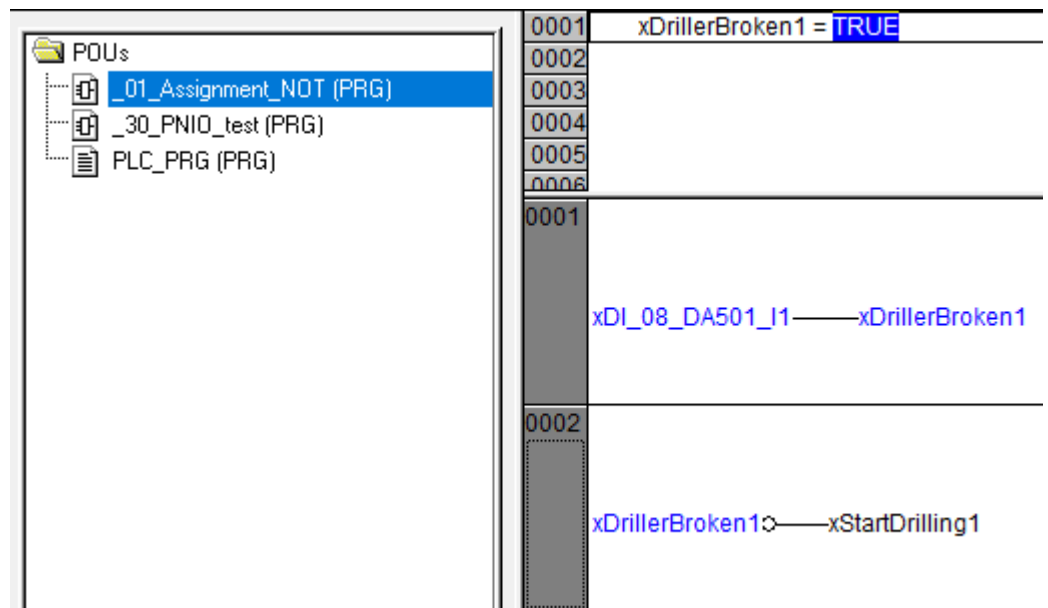 POUs
_01_Assignment_NOT (PRG)
_30_PNIO_test (PRG)
PLC_PRG (PRG)
0001 xDrillerBroken1 = TRUE
0002
0003
0004
0005
0006
0001
xDI_08_DA501_I1 xDrillerBroken1
0002
xDrillerBroken1 xStartDrilling1